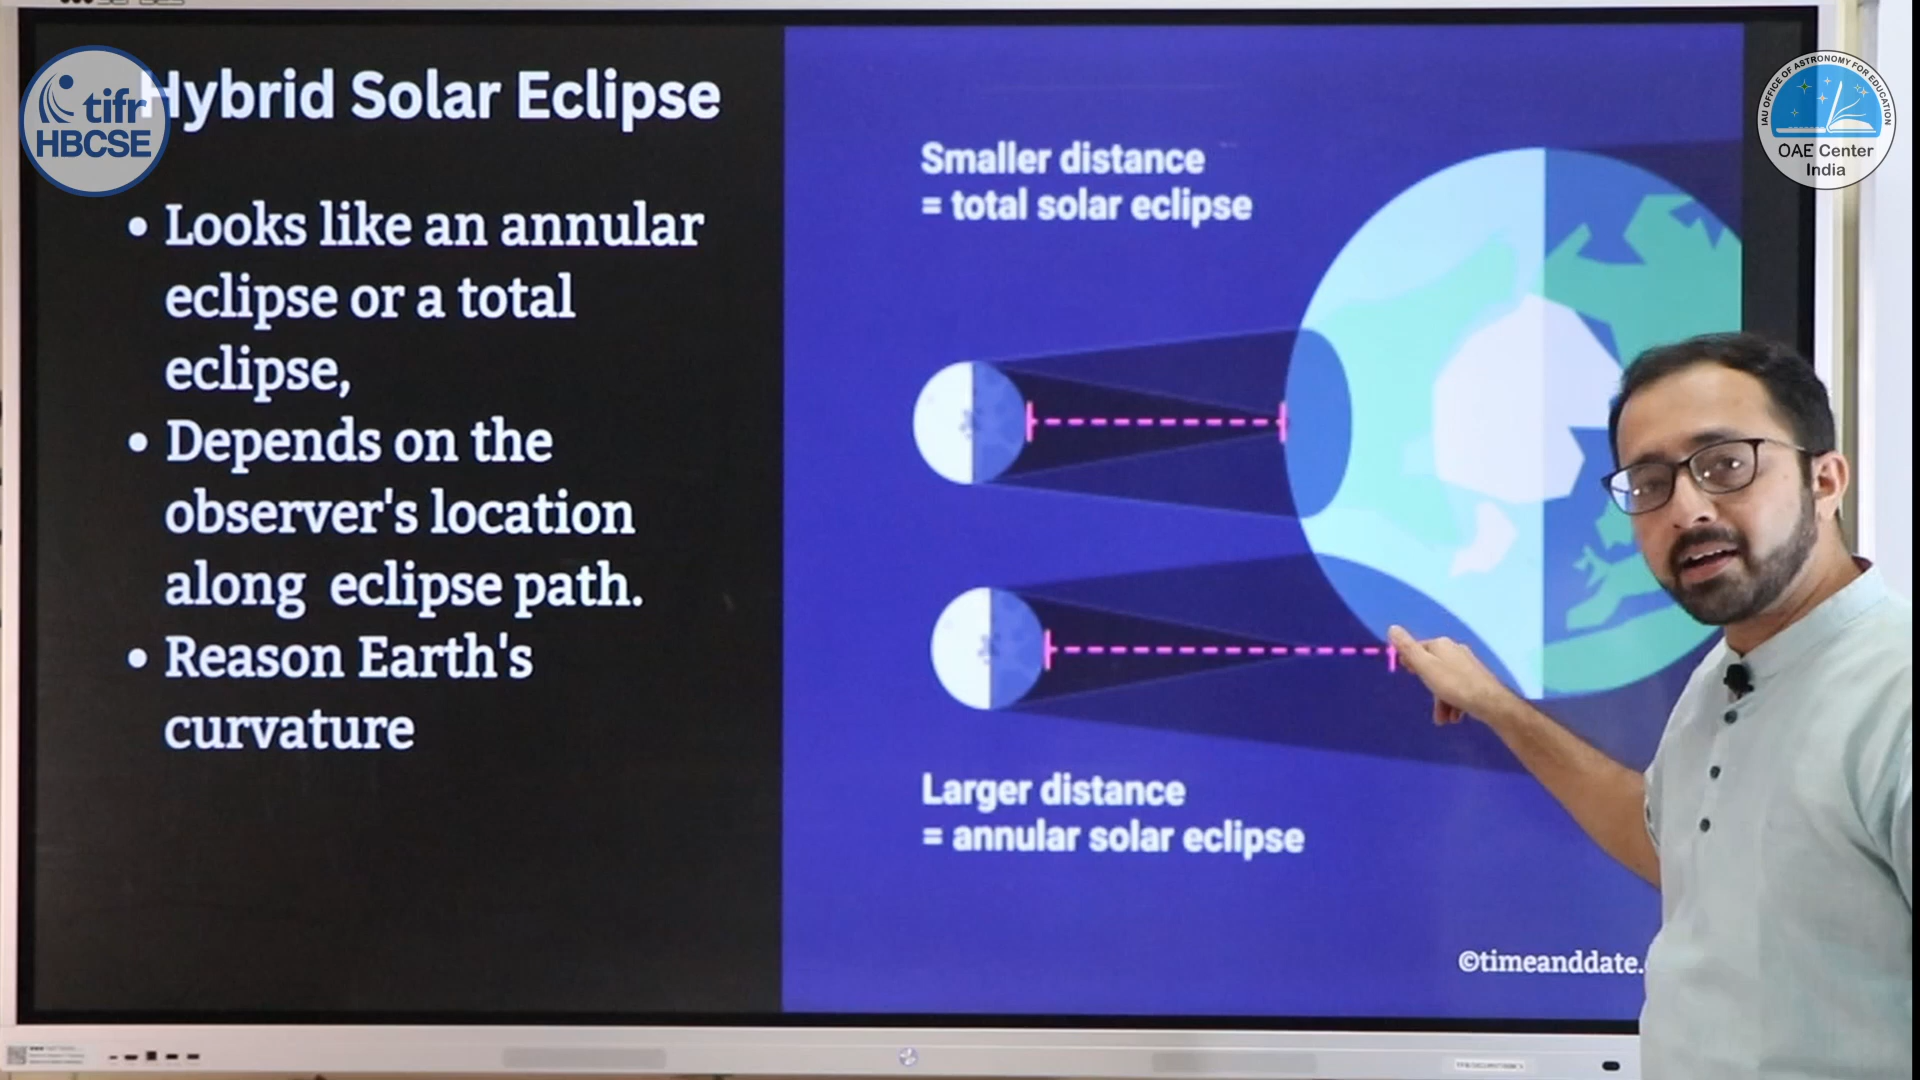 tifr
HBCSE
Hybrid Solar Eclipse
• Looks like an annular
eclipse or a total
eclipse,
• Depends on the
observer's location
along eclipse path.
• Reason Earth's
curvature
Smaller distance
= total solar eclipse
Larger distance
= annular solar eclipse
©timeanddate.
IAU OFFICE OF ASTRONOMY FOR EDUCATION
OAE Center
India